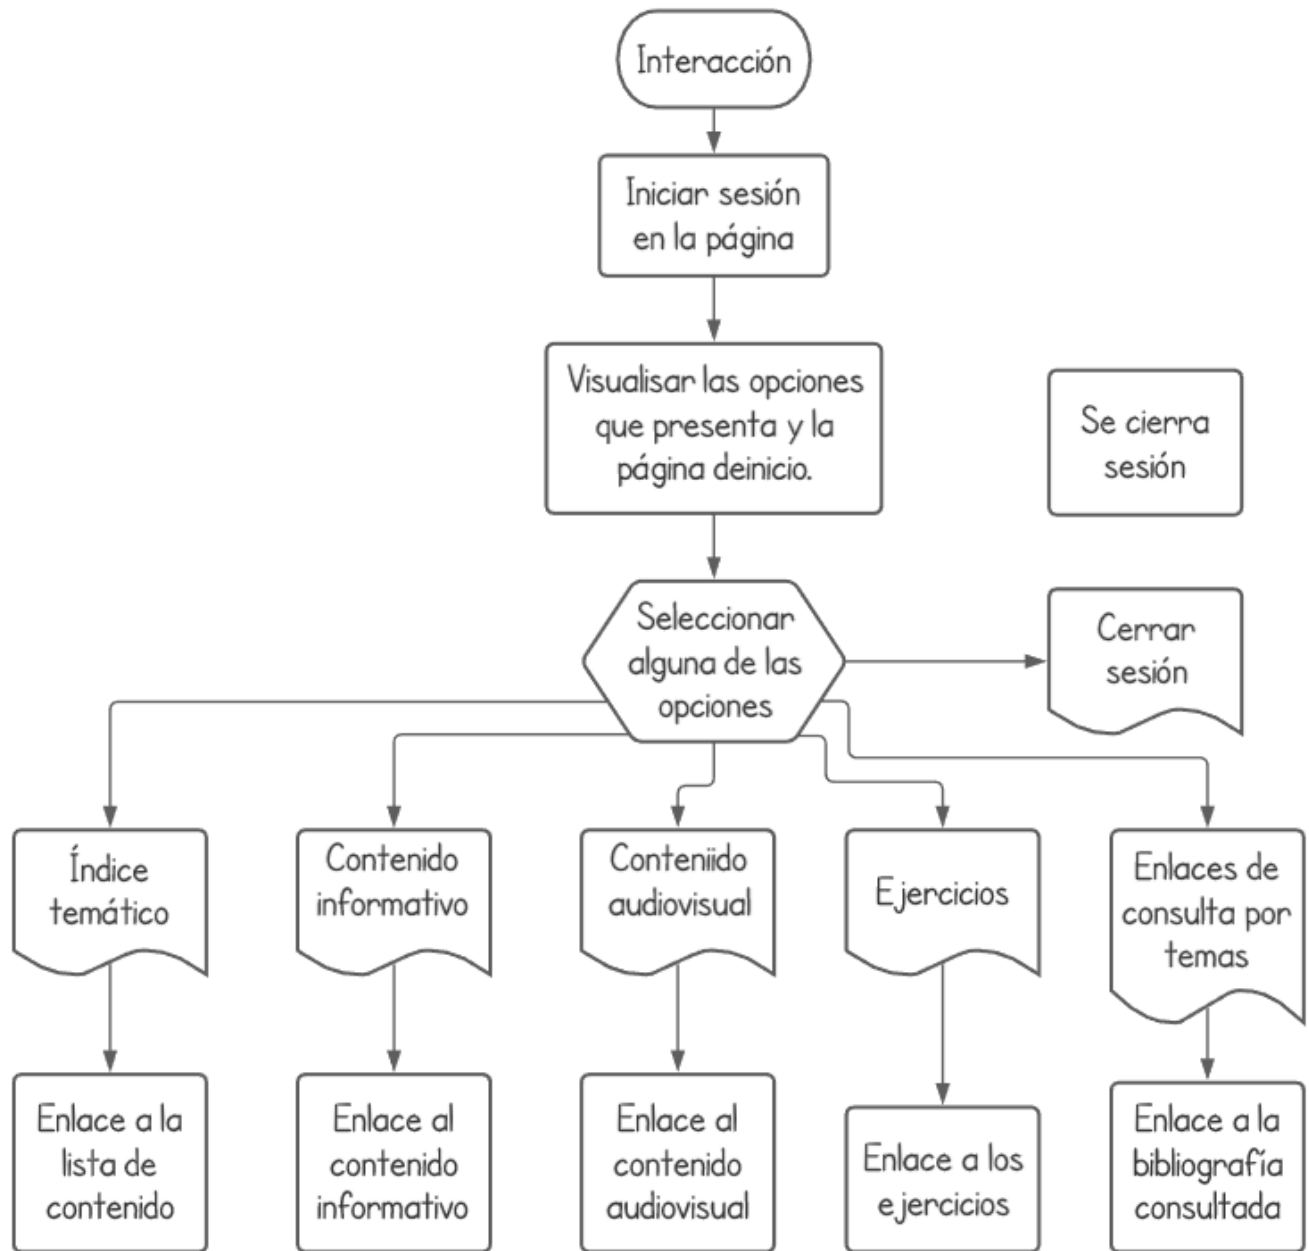 Interacción
Iniciar sesión
en la página
Visualisar las opciones
que presenta y la
página deinicio.
Se cierra
sesión
Seleccionar
alguna de las
opciones
Cerrar
sesión
Índice
temático
Contenido
informativo
Conteniido
audiovisual
Ejercicios
Enlaces de
consulta por
temas
Enlace a la
lista de
contenido
Enlace al
contenido
informativo
Enlace al
contenido
audiovisual
Enlace a los
ejercicios
Enlace a la
bibliografía
consultada